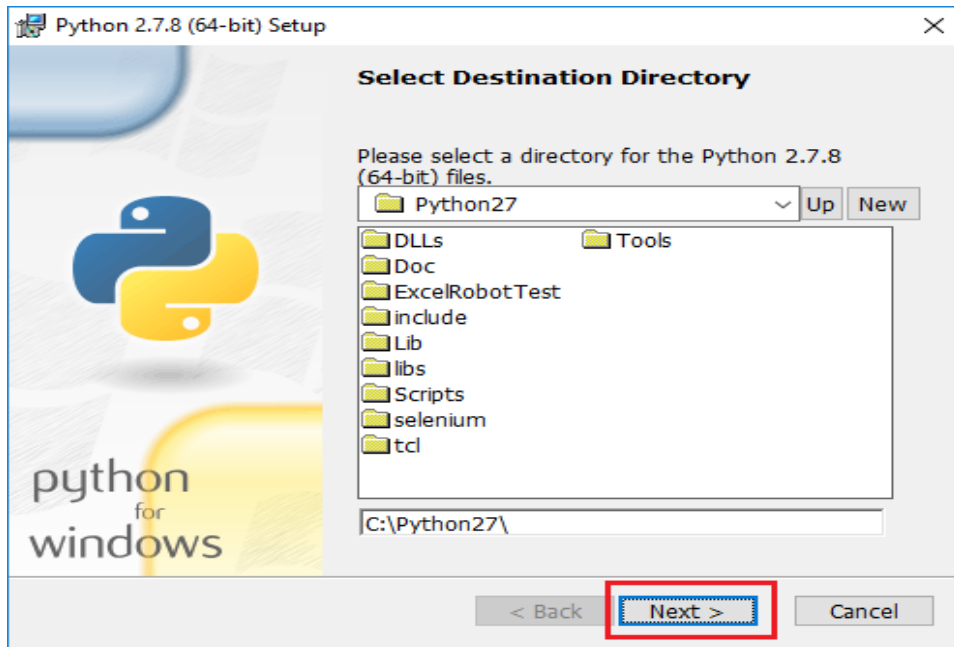 Python 2.7.8 (64-bit) Setup
Select Destination Directory
Please select a directory for the Python 2.7.8
(64-bit) files.
Python27
Up
New
DLLs
Doc
ExcelRobotTest
include
Lib
libs
Scripts
selenium
tcl
Tools
C:\Python27\
python
for
windows
< Back
Next >
Cancel